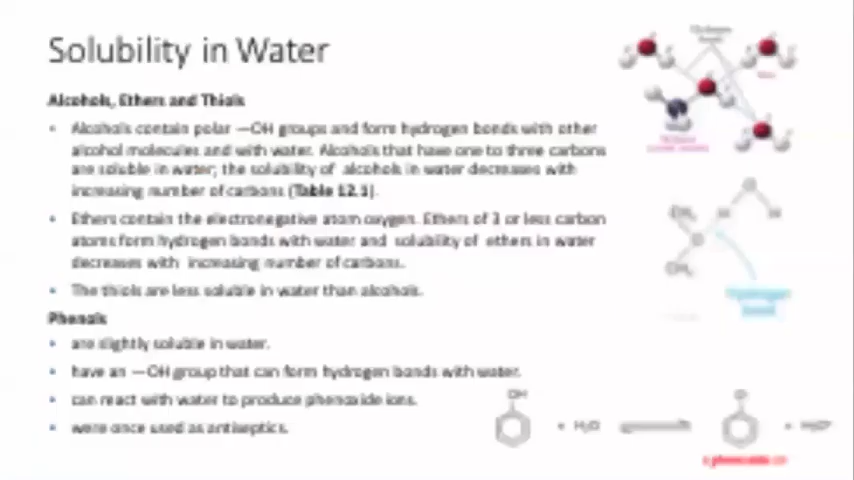 Solubility in Water
Alcohols, Ethers and Thiols
• Alcohols contain polar —OH groups and form hydrogen bonds with other
alcohol molecules and with water. Alcohols that have one to three carbons
are soluble in water; the solubility of alcohols in water decreases with
increasing number of carbons (Table 12.1).
• Ethers contain the electronegative atom oxygen. Ethers of 3 or less carbon
atoms form hydrogen bonds with water and solubility of ethers in water
decreases with increasing number of carbons.
• The thiols are less soluble in water than alcohols.
Phenols
• are slightly soluble in water.
• have an —OH group that can form hydrogen bonds with water.
• can react with water to produce phenoxide ions.
• were once used as antiseptics.
Hydrogen
bonds
CH₃
H
O
H
O
CH₃
Hydrogen
bond
OH
+ H₂O
O
+ H₃O⁺